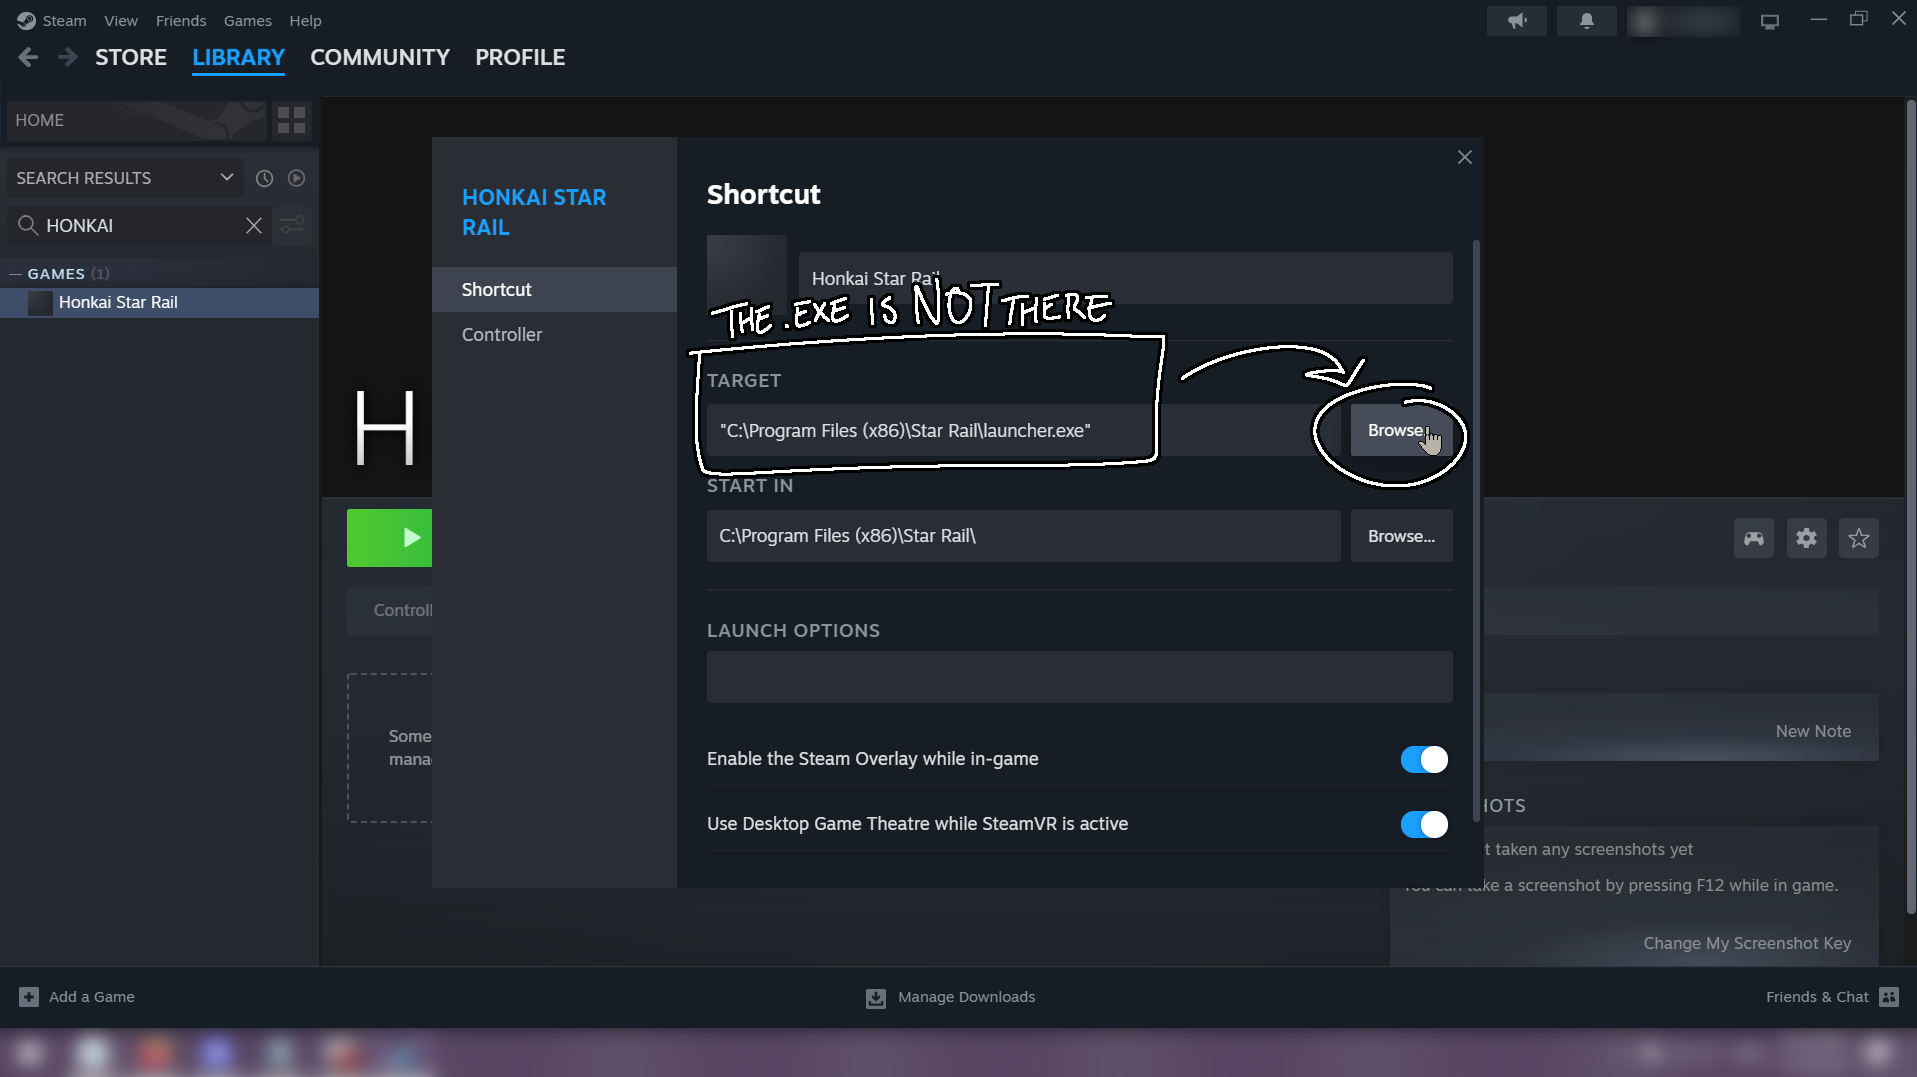 Steam View Friends Games Help
STORE LIBRARY COMMUNITY PROFILE
HOME
SEARCH RESULTS
HONKAI
— GAMES (1)
Honkai Star Rail
HONKAI STAR
RAIL
Shortcut
Controller
Shortcut
Honkai Star Rail
THE .EXE IS NOT THERE
TARGET
"C:\Program Files (x86)\Star Rail\launcher.exe"
Browse
START IN
C:\Program Files (x86)\Star Rail\
Browse...
LAUNCH OPTIONS
Enable the Steam Overlay while in-game
Use Desktop Game Theatre while SteamVR is active
H
Controll
Some
mana
New Note
HOTS
t taken any screenshots yet
You can take a screenshot by pressing F12 while in game.
Change My Screenshot Key
Add a Game
Manage Downloads
Friends & Chat